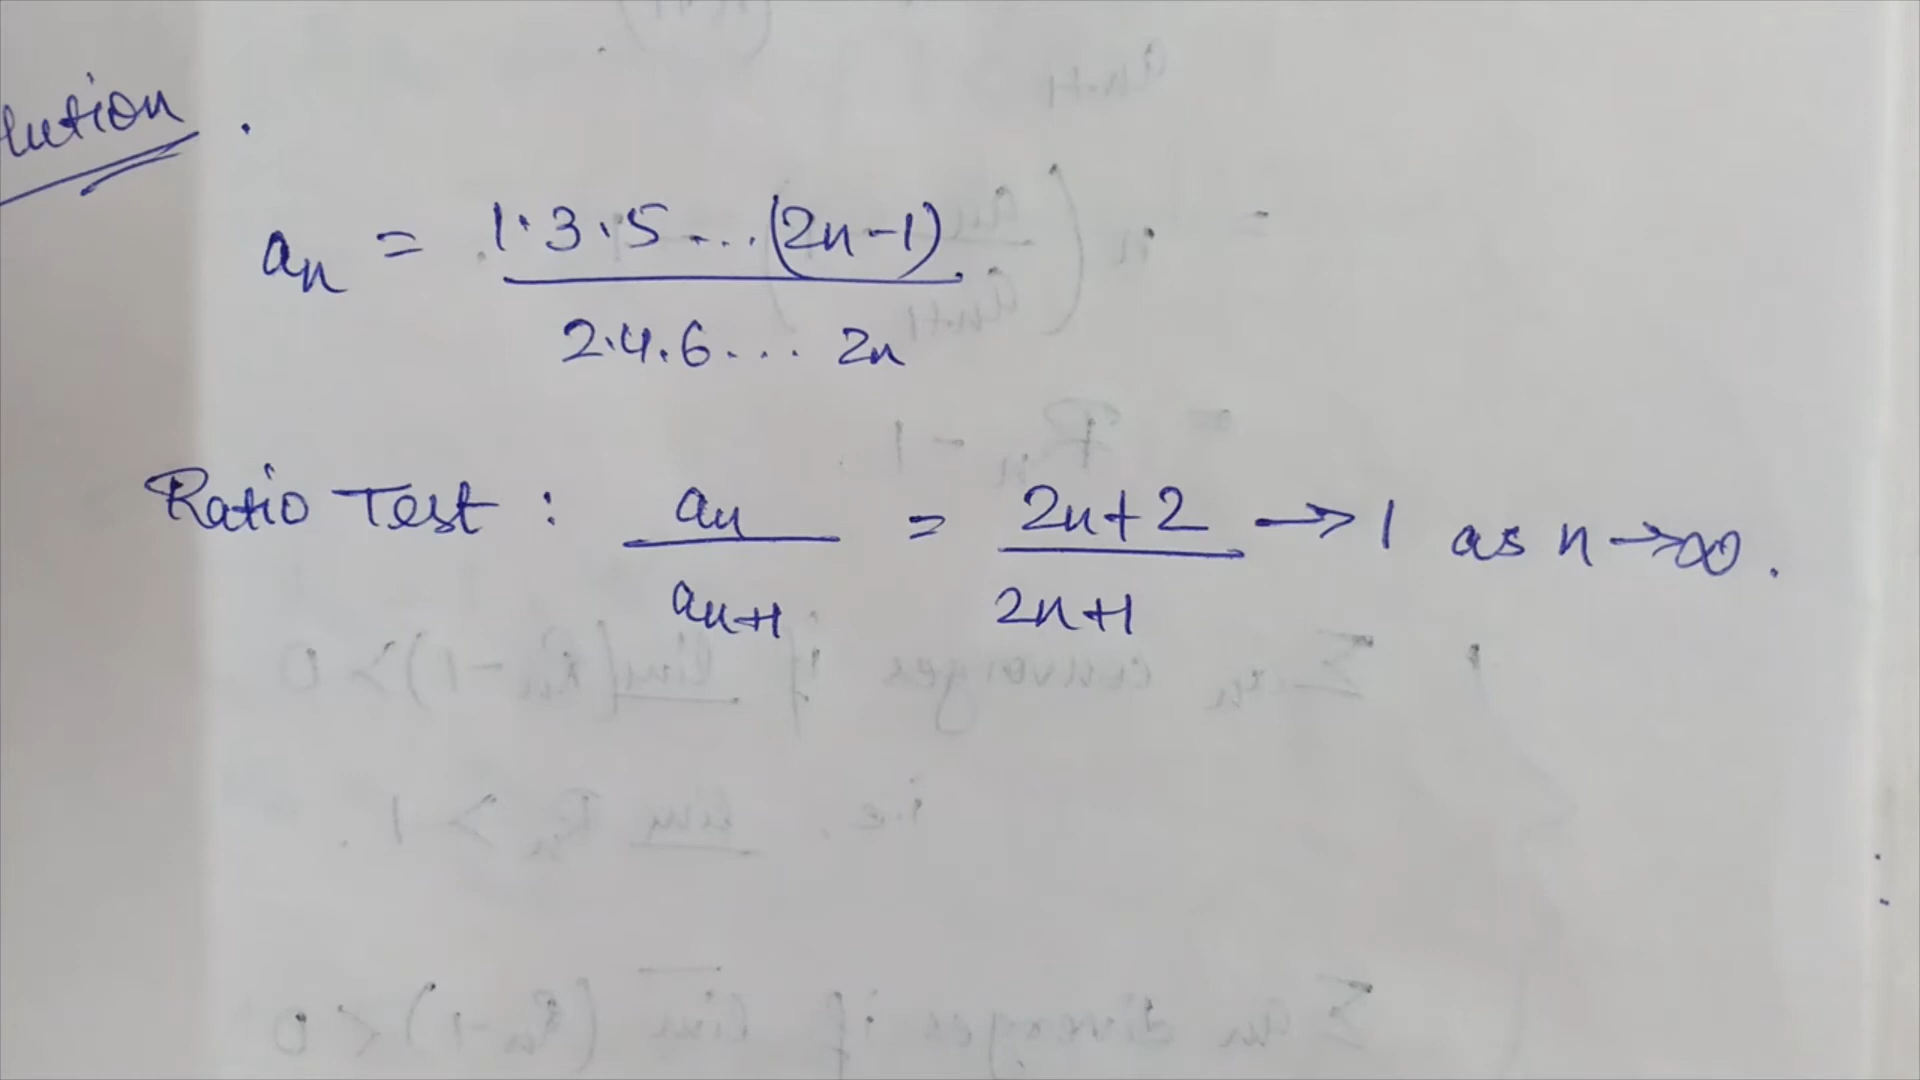 lution .
an = 1·3·5 ... (2n-1)
2·4·6 ... 2n
Ratio Test : an / an+1 = 2n+2 / 2n+1 → 1 as n→∞.